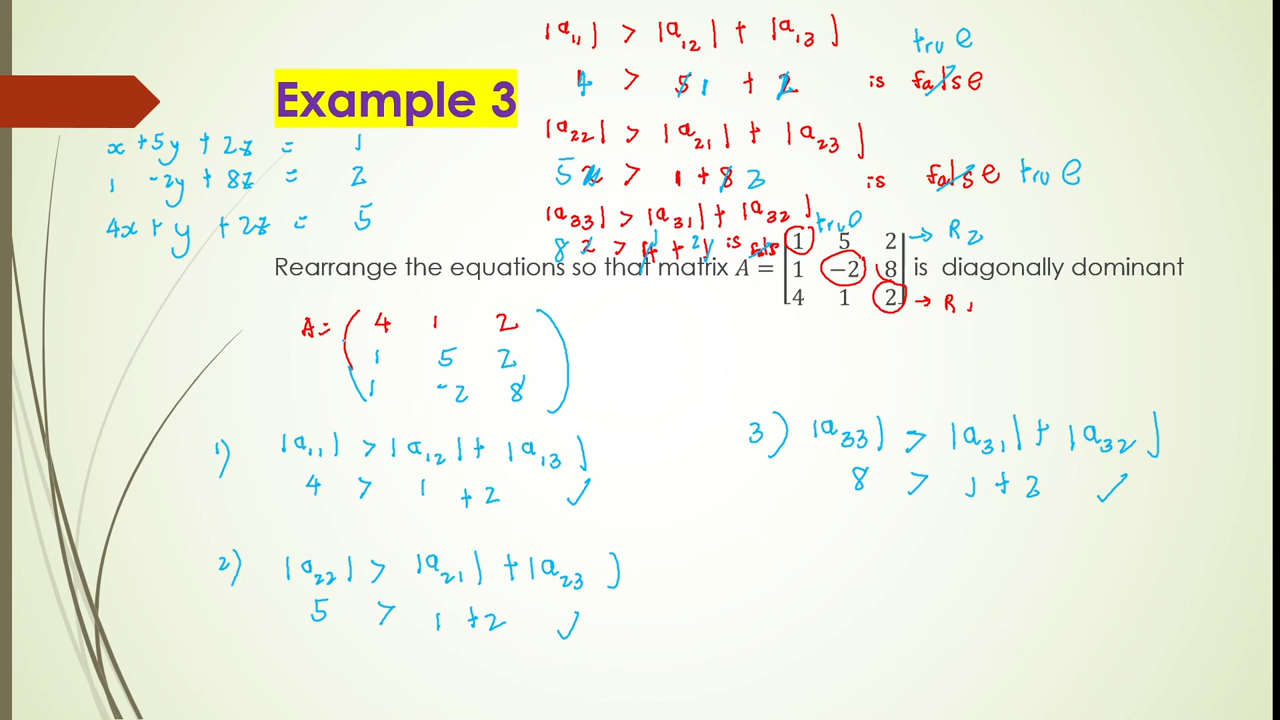 |a₁₁| > |a₁₂| + |a₁₃| true
4 > 1 + 2 is false
Example 3
|a₂₂| > |a₂₁| + |a₂₃|
x + 5y + 2z = 1
5 > 1 + 2 is false true
1 -2y + 8z = 2
|a₃₃| > |a₃₁| + |a₃₂| true
4x + y + 2z = 5
8 > 1 + 2 is
Rearrange the equations so that matrix A = [1 5 2 → R₂
1 -2 8
4 1 2] → R₁ is diagonally dominant
A = ( 4 1 2
1 5 2
1 -2 8 )
1) |a₁₁| > |a₁₂| + |a₁₃|
4 > 1 + 2 ✓
3) |a₃₃| > |a₃₁| + |a₃₂|
8 > 1 + 2 ✓
2) |a₂₂| > |a₂₁| + |a₂₃|
5 > 1 + 2 ✓